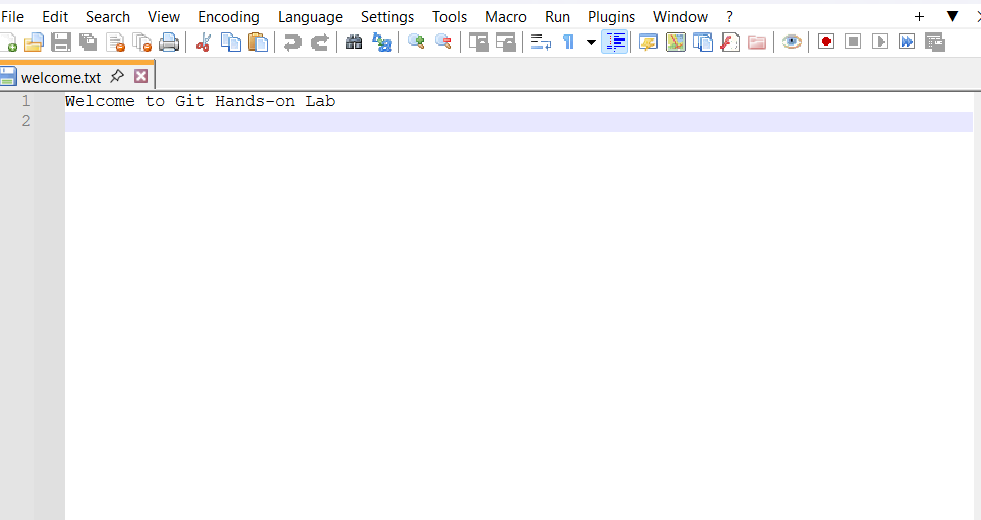 File Edit Search View Encoding Language Settings Tools Macro Run Plugins Window ? + ▼
welcome.txt
1 Welcome to Git Hands-on Lab
2